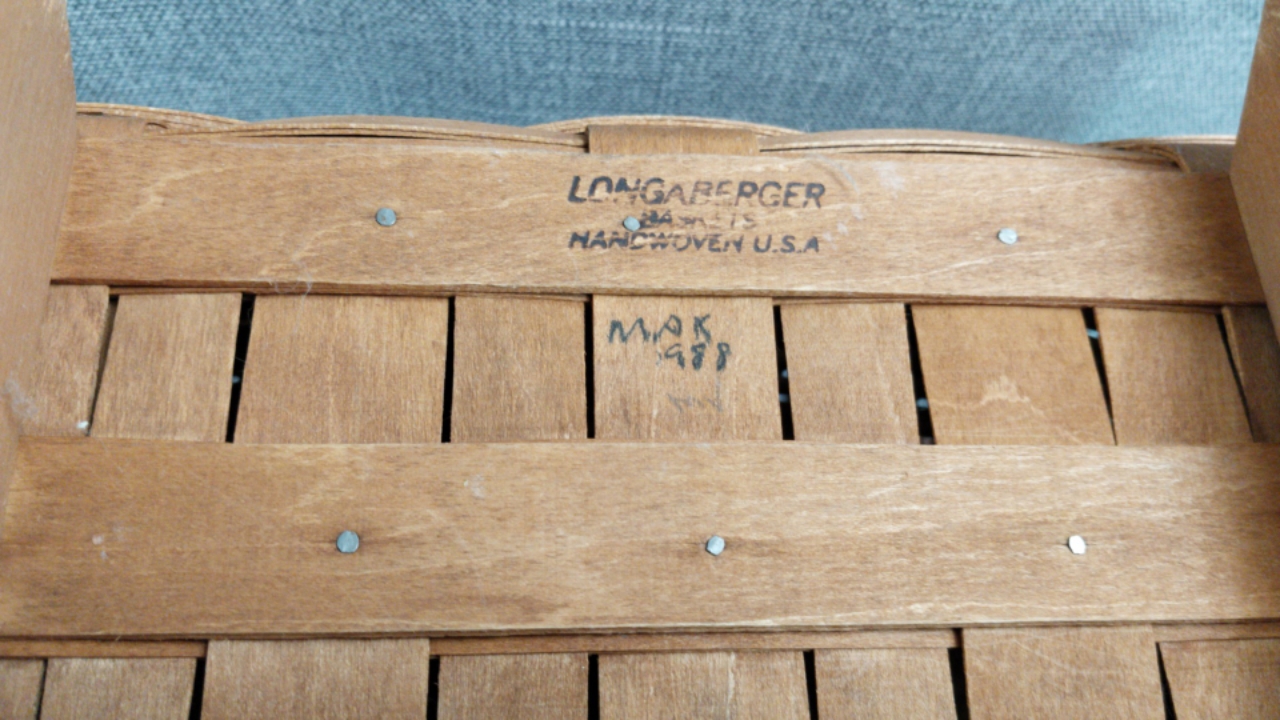 LONGABERGER
BASKETS
HANDWOVEN U.S.A
MAK
1988